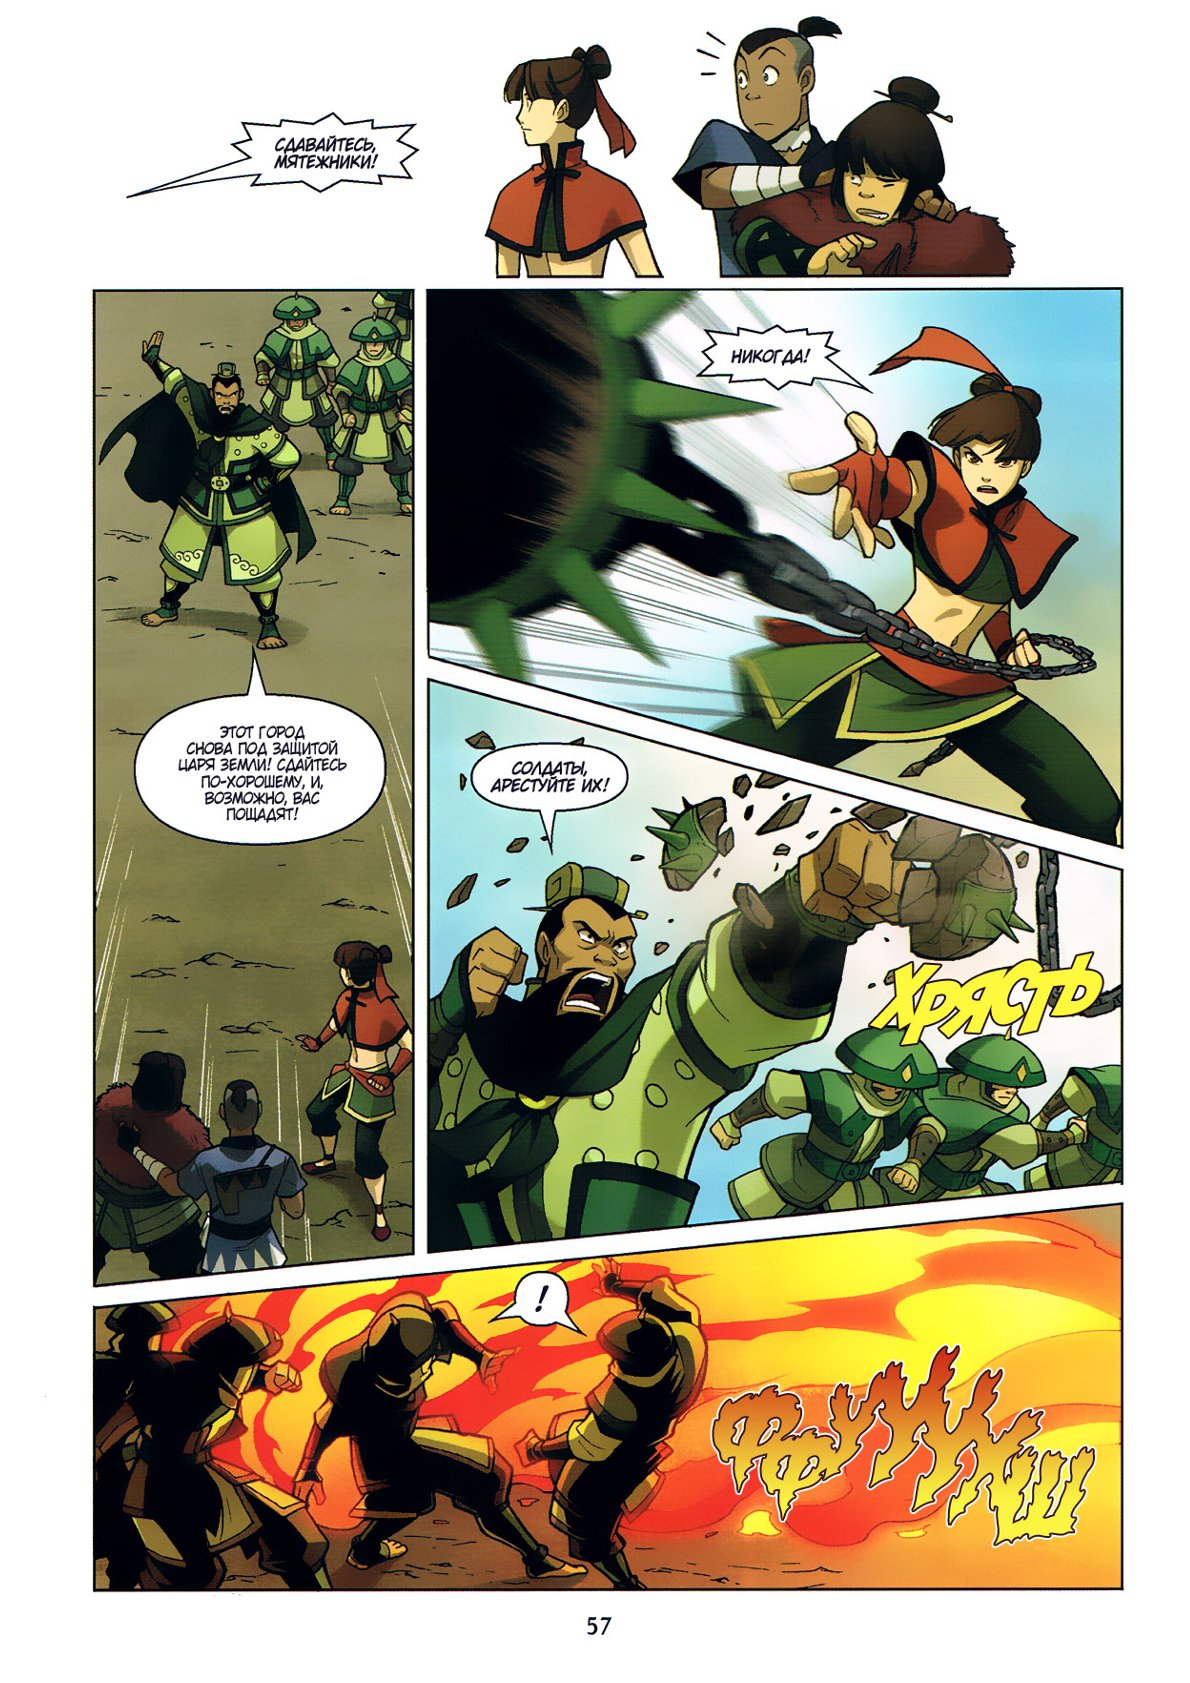 СДАВАЙТЕСЬ,
МЯТЕЖНИКИ!
ЭТОТ ГОРОД
СНОВА ПОД ЗАЩИТОЙ
ЦАРЯ ЗЕМЛИ! СДАЙТЕСЬ
ПО-ХОРОШЕМУ, И,
ВОЗМОЖНО, ВАС
ПОЩАДЯТ!
НИКОГДА!
СОЛДАТЫ,
АРЕСТУЙТЕ ИХ!
ХРЯСТЬ
!
ФФУУУХХШ
57